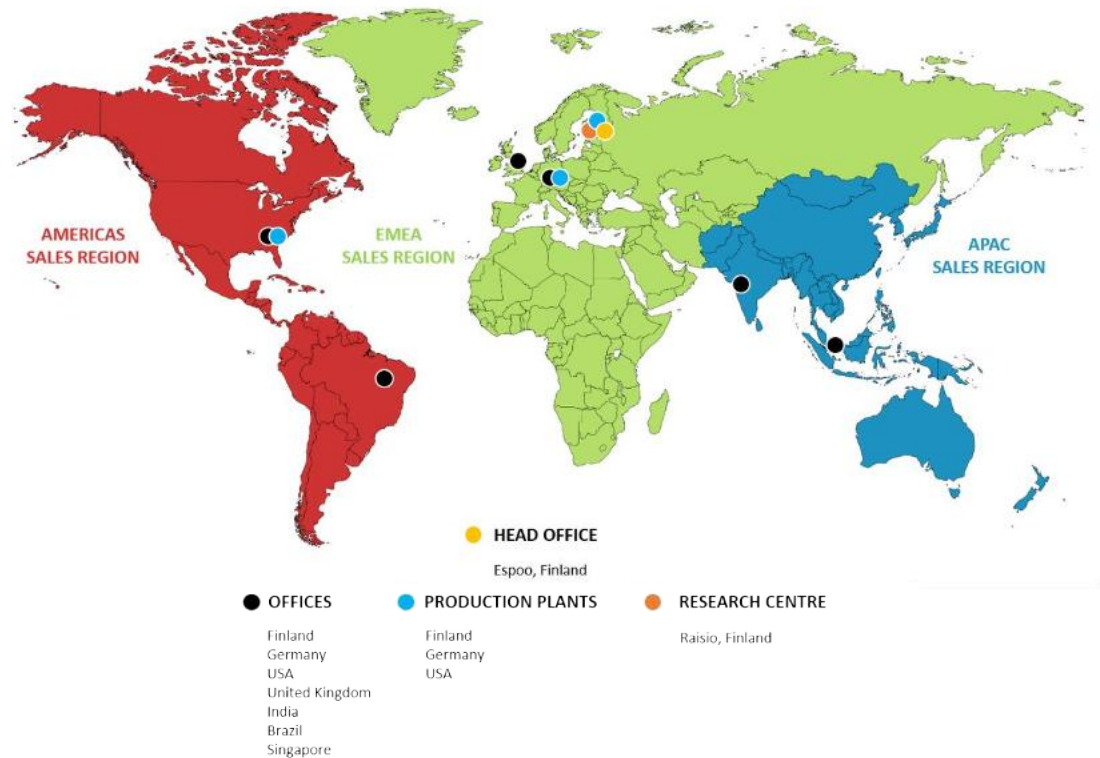 AMERICAS
SALES REGION
EMEA
SALES REGION
APAC
SALES REGION
HEAD OFFICE
Espoo, Finland
OFFICES
Finland
Germany
USA
United Kingdom
India
Brazil
Singapore
PRODUCTION PLANTS
Finland
Germany
USA
RESEARCH CENTRE
Raisio, Finland